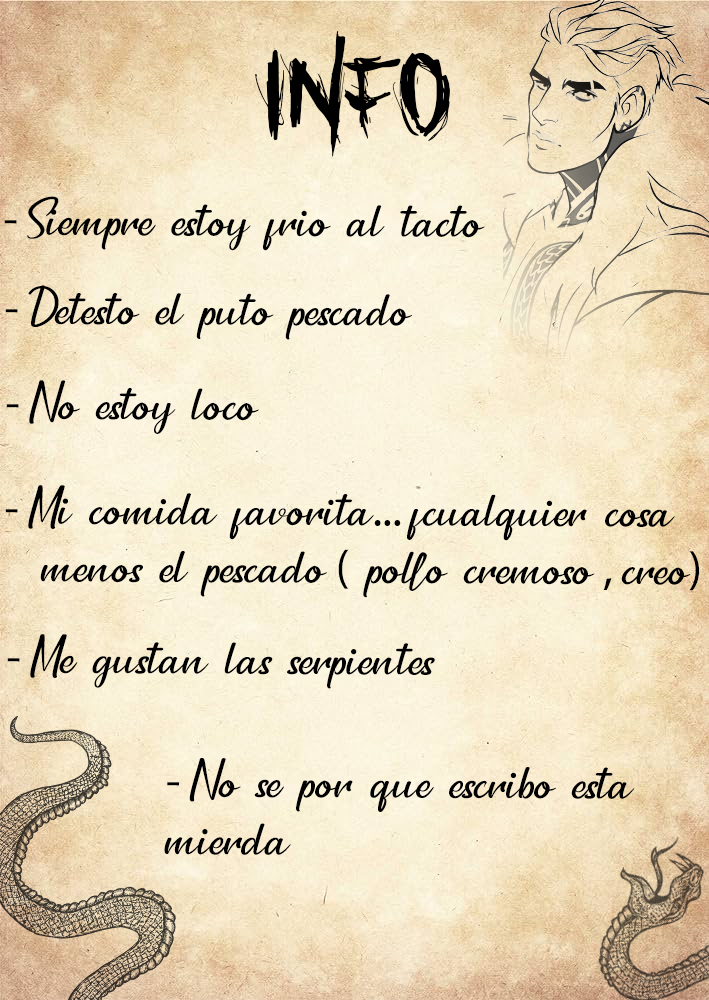 INFO
- Siempre estoy frio al tacto
- Detesto el puto pescado
- No estoy loco
- Mi comida favorita...fcualquier cosa
menos el pescado ( pollo cremoso , creo)
- Me gustan las serpientes
- No se por que escribo esta
mierda